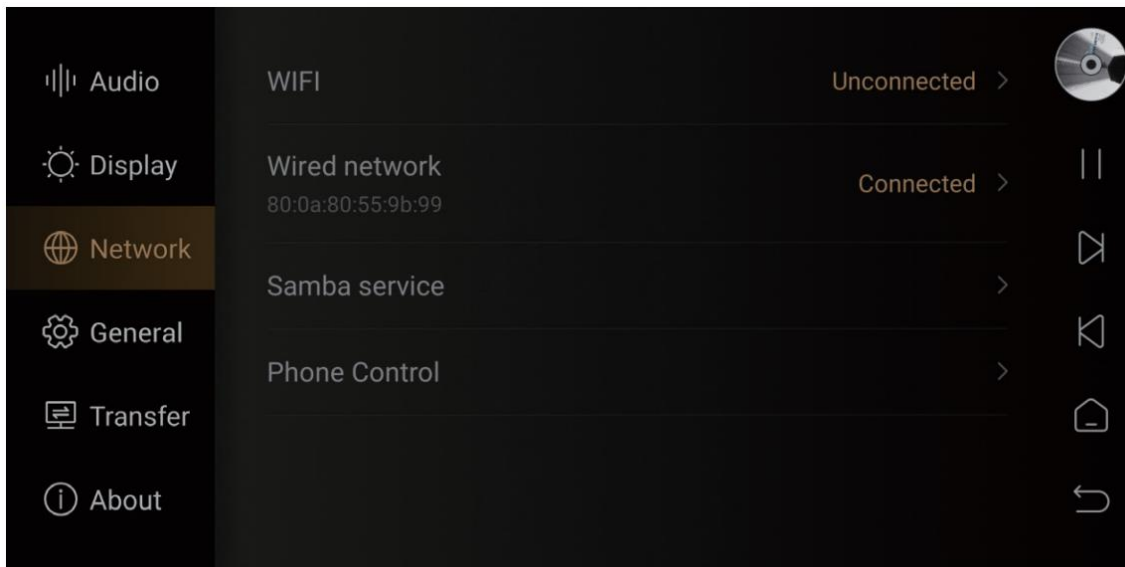 Audio
Display
Network
General
Transfer
About
WIFI
Unconnected
Wired network
80:0a:80:55:9b:99
Connected
Samba service
Phone Control